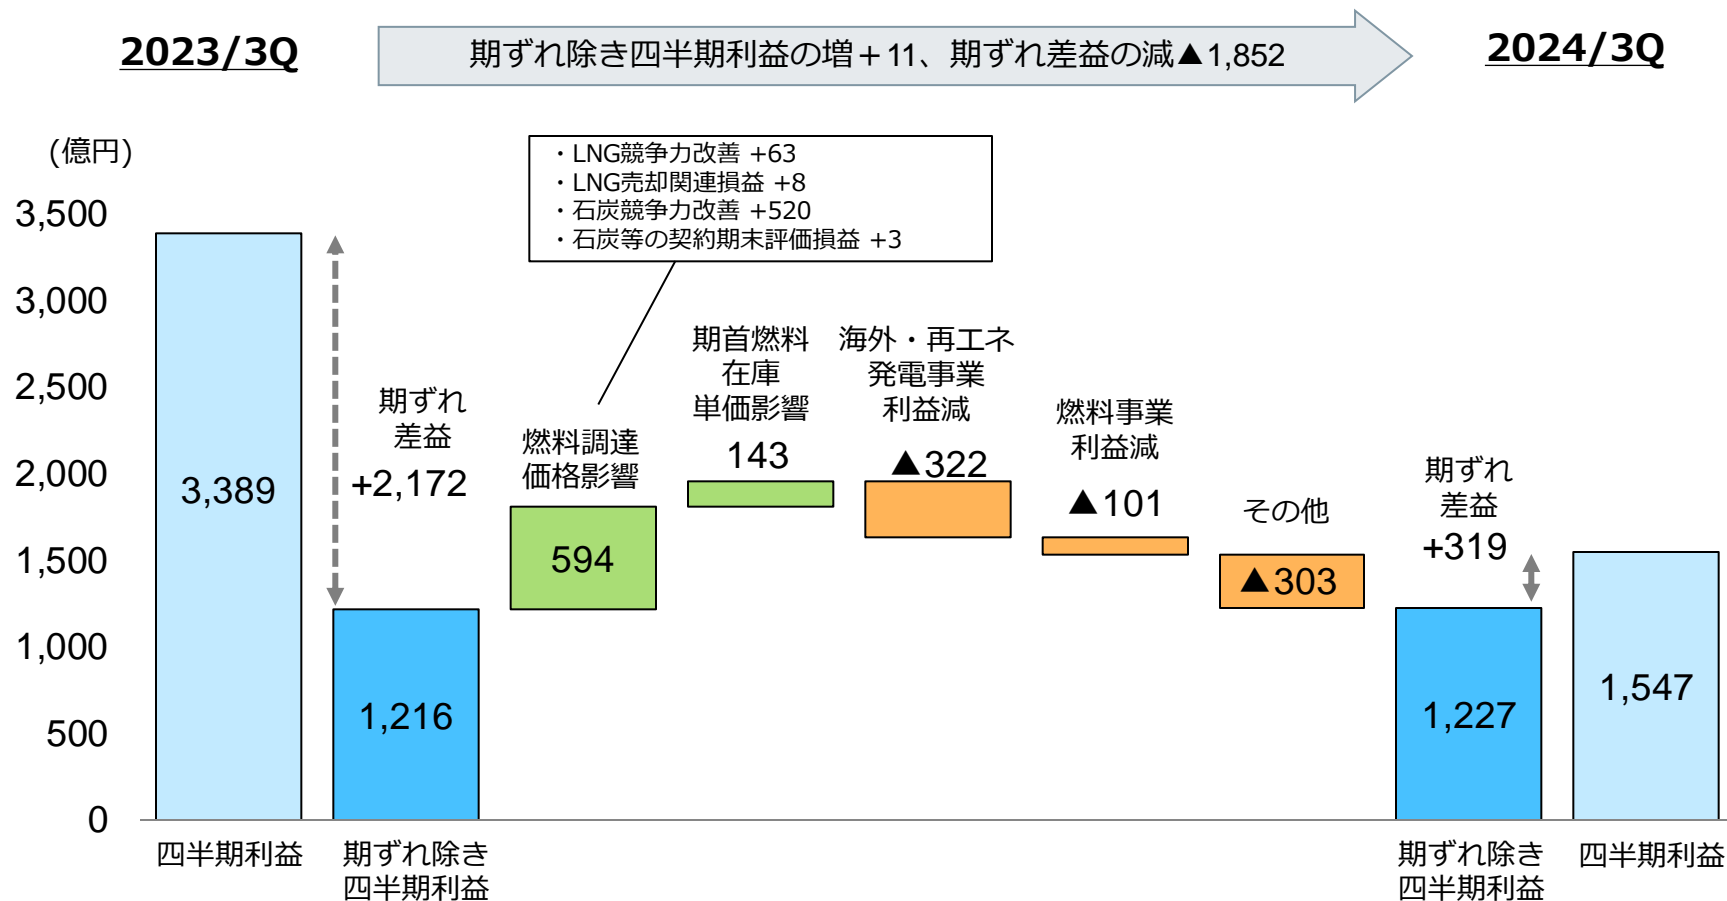 2023/3Q
期ずれ除き四半期利益の増+11、期ずれ差益の減▲1,852
2024/3Q
(億円)
・LNG競争力改善 +63
・LNG売却関連損益 +8
・石炭競争力改善 +520
・石炭等の契約期末評価損益 +3
3,500
3,000
2,500
2,000
1,500
1,000
500
0
3,389
期ずれ
差益
+2,172
1,216
燃料調達
価格影響
594
期首燃料
在庫
単価影響
143
海外・再エネ
発電事業
利益減
▲322
燃料事業
利益減
▲101
その他
▲303
期ずれ
差益
+319
1,227
1,547
四半期利益
期ずれ除き
四半期利益
期ずれ除き
四半期利益
四半期利益